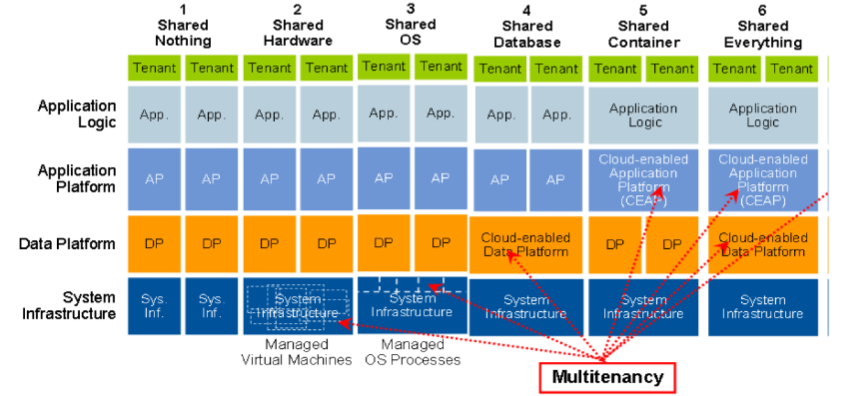 1
Shared
Nothing
2
Shared
Hardware
3
Shared
OS
4
Shared
Database
5
Shared
Container
6
Shared
Everything
Tenant Tenant Tenant Tenant Tenant Tenant Tenant Tenant Tenant Tenant Tenant Tenant
Application
Logic
App. App. App. App. App. App. App. App.
Application
Logic
Application
Logic
Application
Platform
AP AP AP AP AP AP AP AP
Cloud-enabled
Application
Platform
(CEAP)
Cloud-enabled
Application
Platform
(CEAP)
Data Platform
DP DP DP DP DP DP
Cloud-enabled
Data Platform
DP DP
Cloud-enabled
Data Platform
System
Infrastructure
Sys.
Inf.
Sys.
Inf.
System
Infrastructure
System
Infrastructure
System
Infrastructure
System
Infrastructure
System
Infrastructure
Managed
Virtual Machines
Managed
OS Processes
Multitenancy